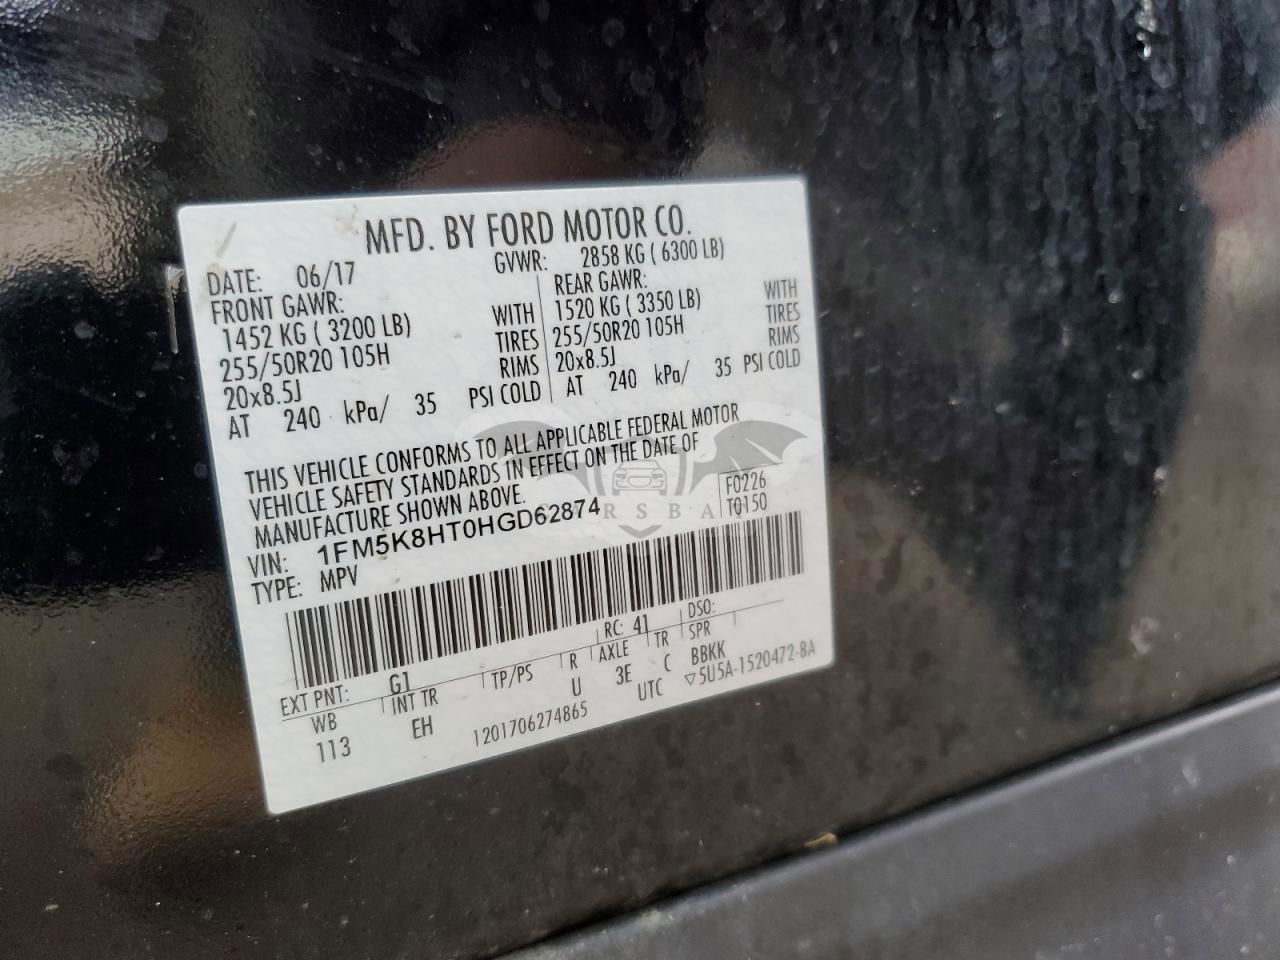 MFD. BY FORD MOTOR CO.
DATE: 06/17 GVWR: 2858 KG ( 6300 LB)
FRONT GAWR: REAR GAWR:
1452 KG ( 3200 LB) WITH 1520 KG ( 3350 LB) WITH
255/50R20 105H TIRES 255/50R20 105H TIRES
20x8.5J RIMS 20x8.5J RIMS
AT 240 kPa/ 35 PSI COLD AT 240 kPa/ 35 PSI COLD
THIS VEHICLE CONFORMS TO ALL APPLICABLE FEDERAL MOTOR
VEHICLE SAFETY STANDARDS IN EFFECT ON THE DATE OF
MANUFACTURE SHOWN ABOVE.
F0226
VIN: 1FM5K8HT0HGD62874 T0150
TYPE: MPV
EXT PNT: G1 RC: 41 DSO:
WB INT TR TP/PS R AXLE TR SPR
113 EH U 3E C BBKK
1201706274865 UTC ▽5U5A-1520472-BA